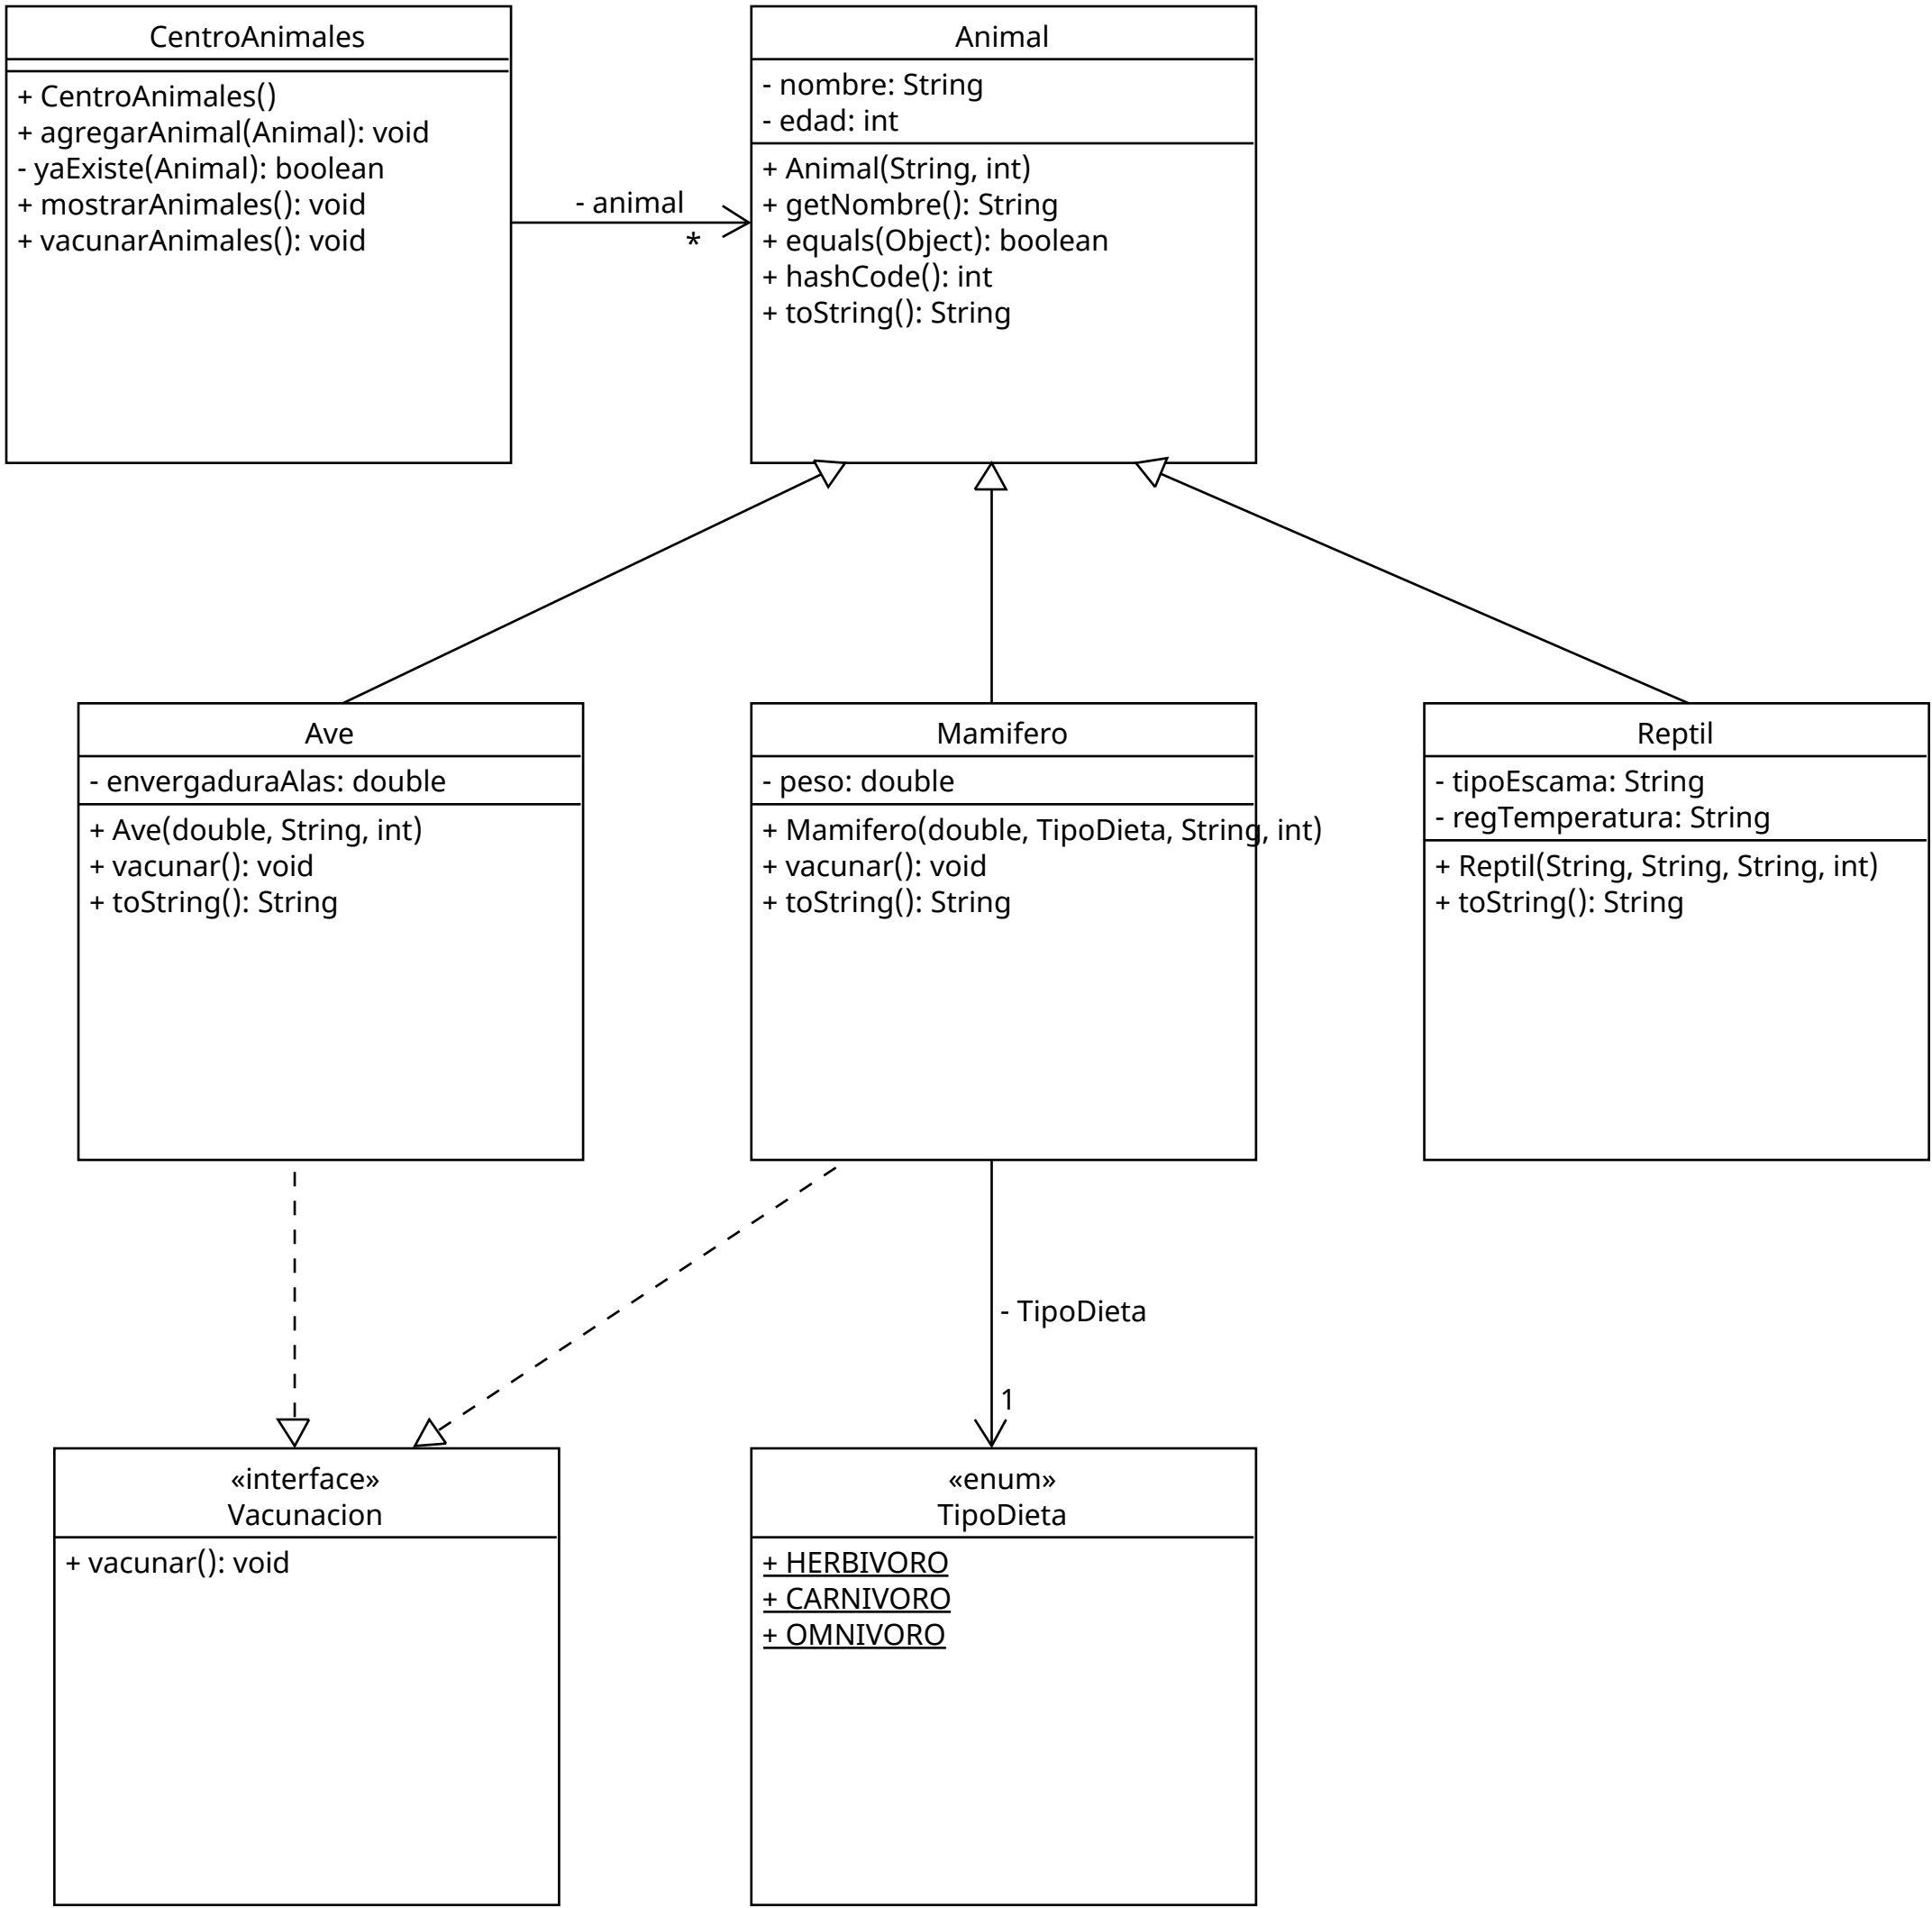 CentroAnimales
+ CentroAnimales()
+ agregarAnimal(Animal): void
- yaExiste(Animal): boolean
+ mostrarAnimales(): void
+ vacunarAnimales(): void
- animal
*
Animal
- nombre: String
- edad: int
+ Animal(String, int)
+ getNombre(): String
+ equals(Object): boolean
+ hashCode(): int
+ toString(): String
Ave
- envergaduraAlas: double
+ Ave(double, String, int)
+ vacunar(): void
+ toString(): String
Mamifero
- peso: double
+ Mamifero(double, TipoDieta, String, int)
+ vacunar(): void
+ toString(): String
Reptil
- tipoEscama: String
- regTemperatura: String
+ Reptil(String, String, String, int)
+ toString(): String
- TipoDieta
1
«interface»
Vacunacion
+ vacunar(): void
«enum»
TipoDieta
+ HERBIVORO
+ CARNIVORO
+ OMNIVORO